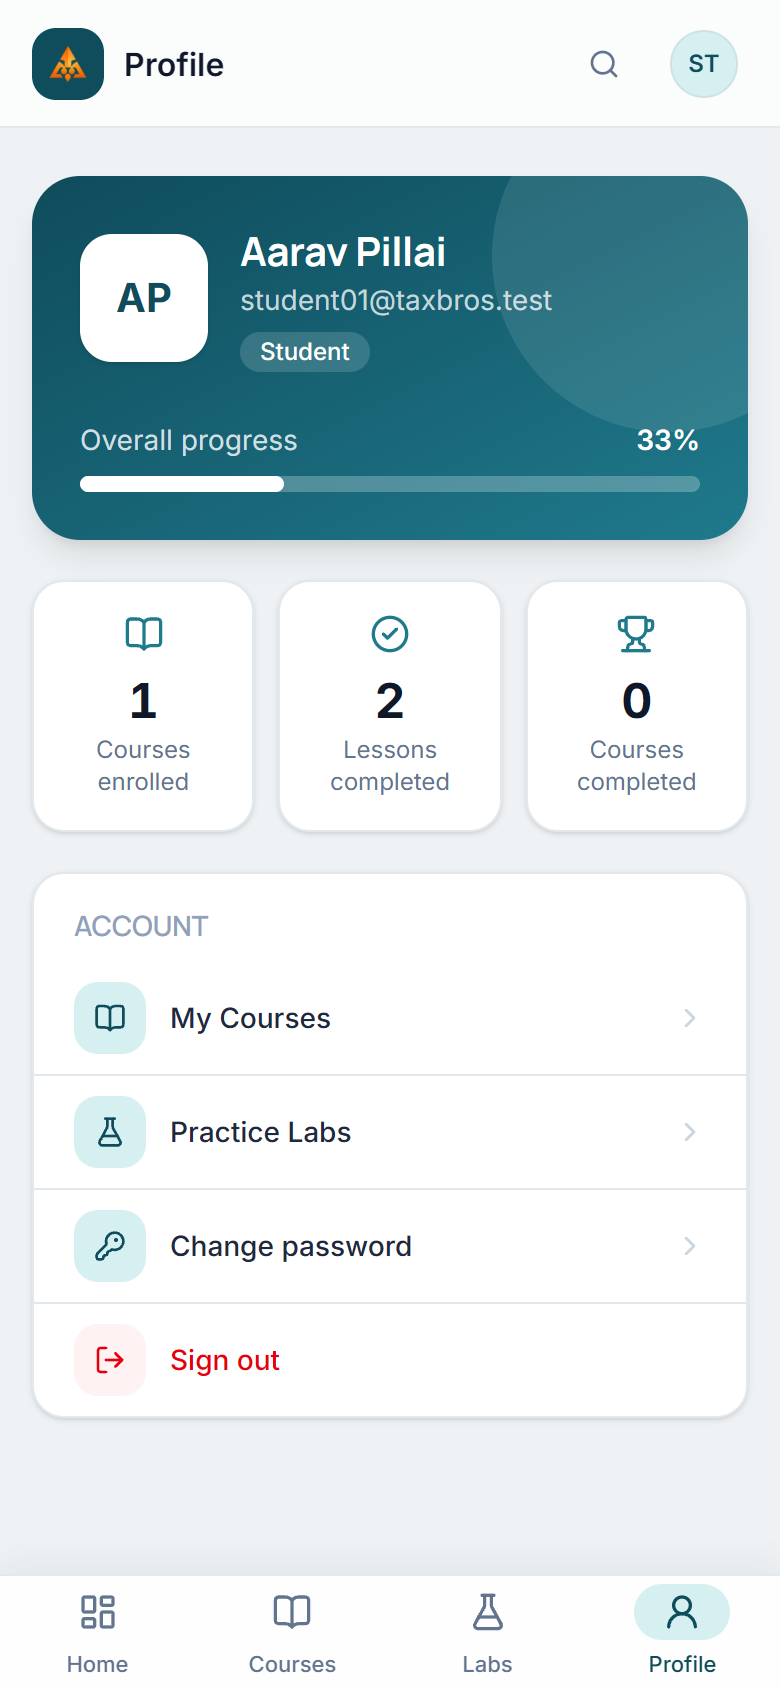 Profile
ST
AP
Aarav Pillai
student01@taxbros.test
Student
Overall progress
33%
1
Courses
enrolled
2
Lessons
completed
0
Courses
completed
ACCOUNT
My Courses
Practice Labs
Change password
Sign out
Home
Courses
Labs
Profile